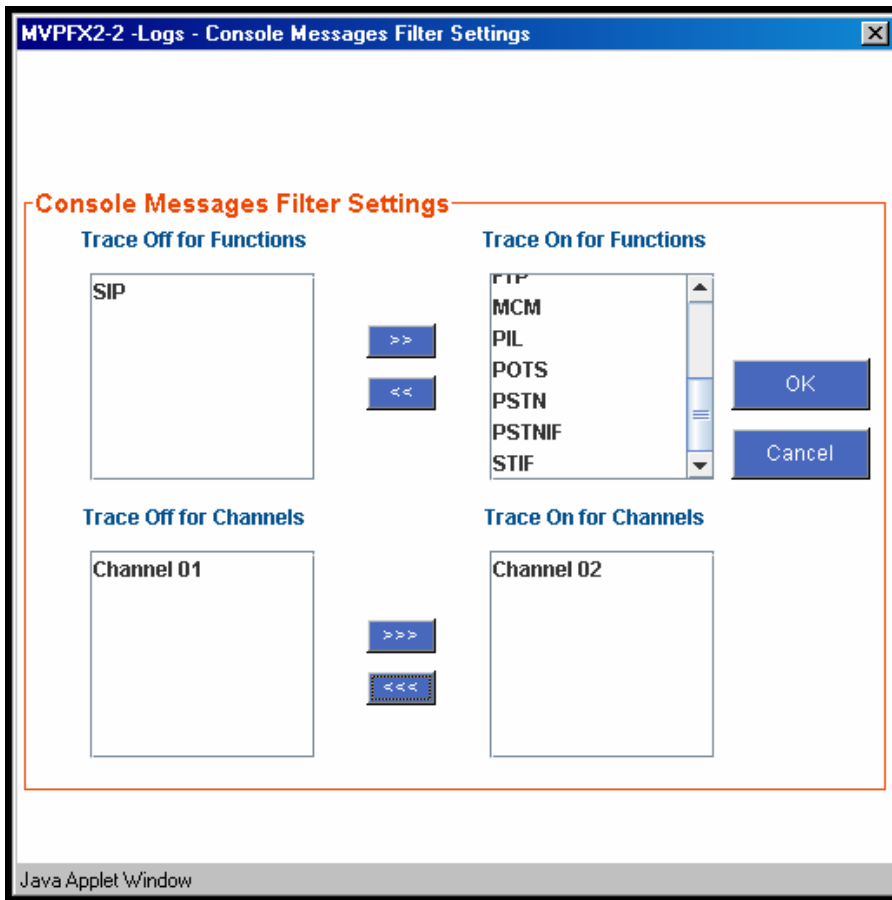 MVPFX2-2 -Logs - Console Messages Filter Settings
Console Messages Filter Settings
Trace Off for Functions
Trace On for Functions
SIP
MCM
PIL
POTS
PSTN
PSTNIF
STIF
>>
<<
OK
Cancel
Trace Off for Channels
Trace On for Channels
Channel 01
Channel 02
>>>
<<<
Java Applet Window